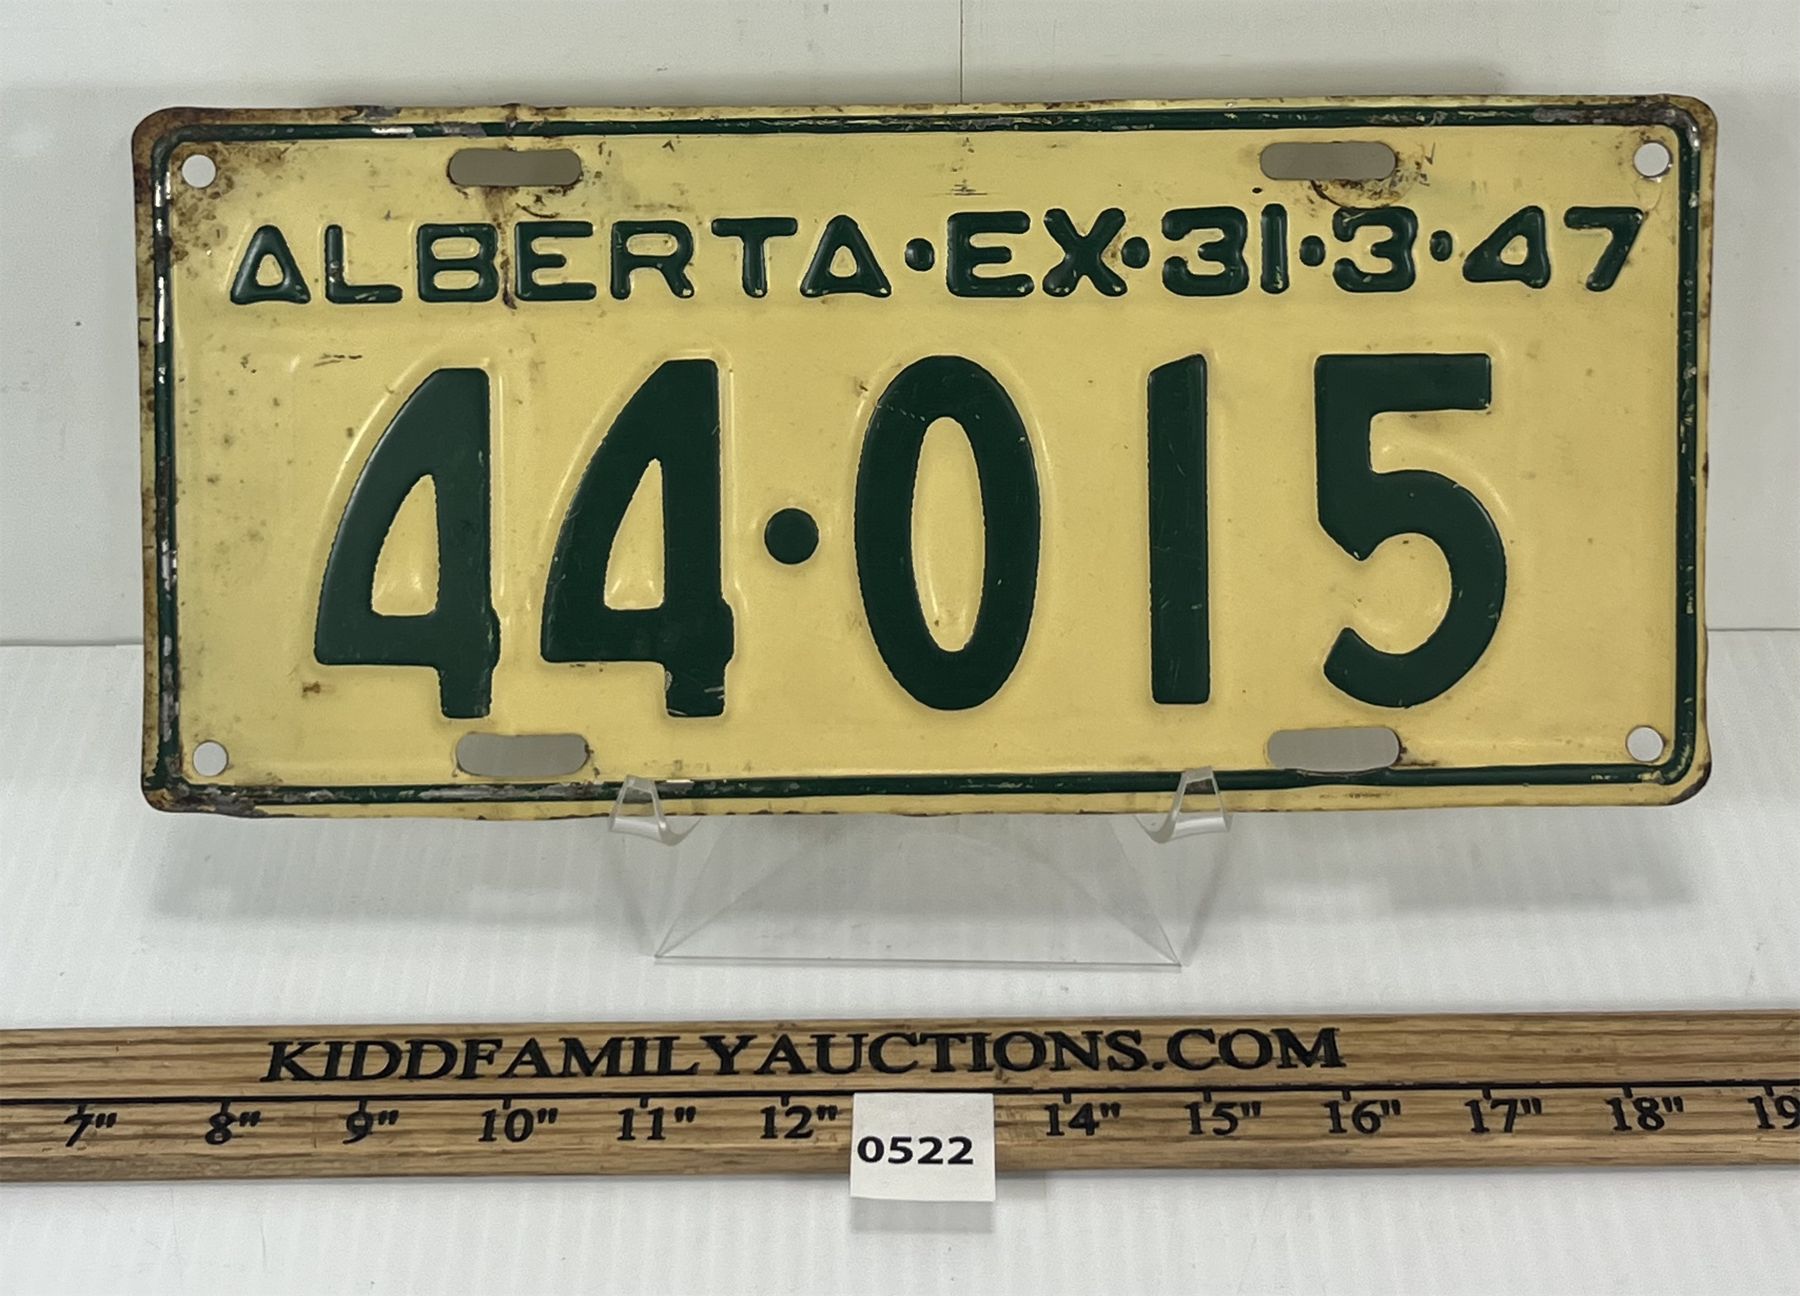 ALBERTA·EX·31·3·47
44·015
KIDDFAMILYAUCTIONS.COM
7" 8" 9" 10" 11" 12" 14" 15" 16" 17" 18" 19
0522